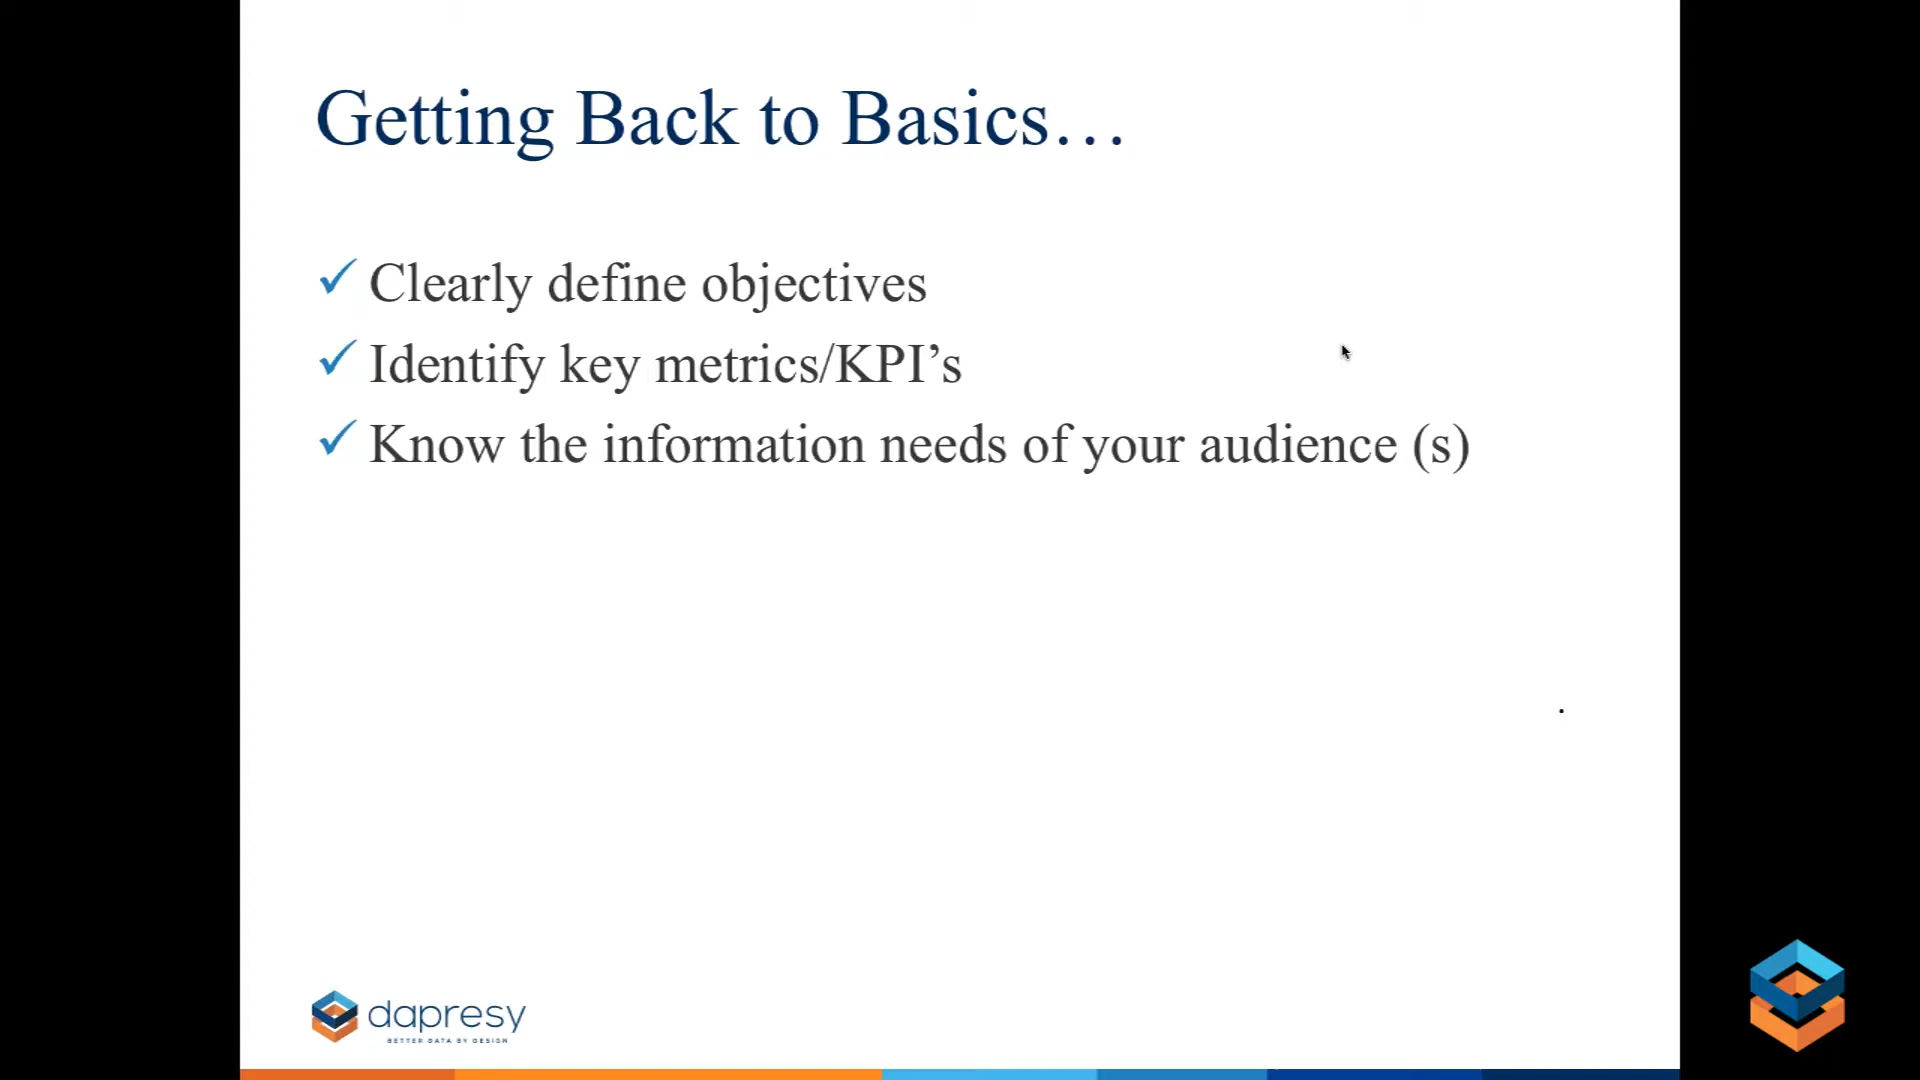 Getting Back to Basics…
Clearly define objectives
Identify key metrics/KPI’s
Know the information needs of your audience (s)
.
dapresy
BETTER DATA BY DESIGN